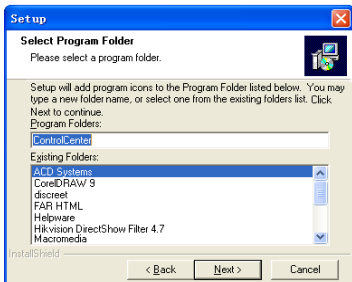 Setup
Select Program Folder
Please select a program folder.
Setup will add program icons to the Program Folder listed below. You may
type a new folder name, or select one from the existing folders list. Click
Next to continue.
Program Folders:
ControlCenter
Existing Folders:
ACD Systems
CorelDRAW 9
discreet
FAR HTML
Helpware
Hikvision DirectShow Filter 4.7
Macromedia
InstallShield
< Back
Next >
Cancel